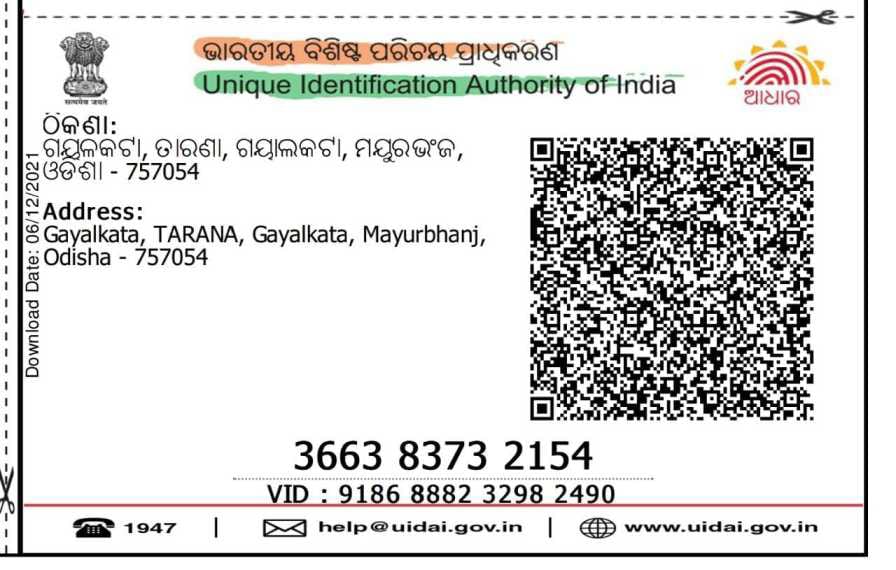 ଭାରତୀୟ ବିଶିଷ୍ଟ ପରିଚୟ ପ୍ରାଧିକରଣ
Unique Identification Authority of India
सत्यमेव जयते
ଆଧାର
ଠିକଣା:
ଗୟଲକଟା, ତାରଣା, ଗୟାଲକଟା, ମୟୁରଭଂଜ,
ଓଡିଶା - 757054
Address:
Gayalkata, TARANA, Gayalkata, Mayurbhanj,
Odisha - 757054
Download Date: 06/12/2021
3663 8373 2154
VID : 9186 8882 3298 2490
1947 | help@uidai.gov.in | www.uidai.gov.in